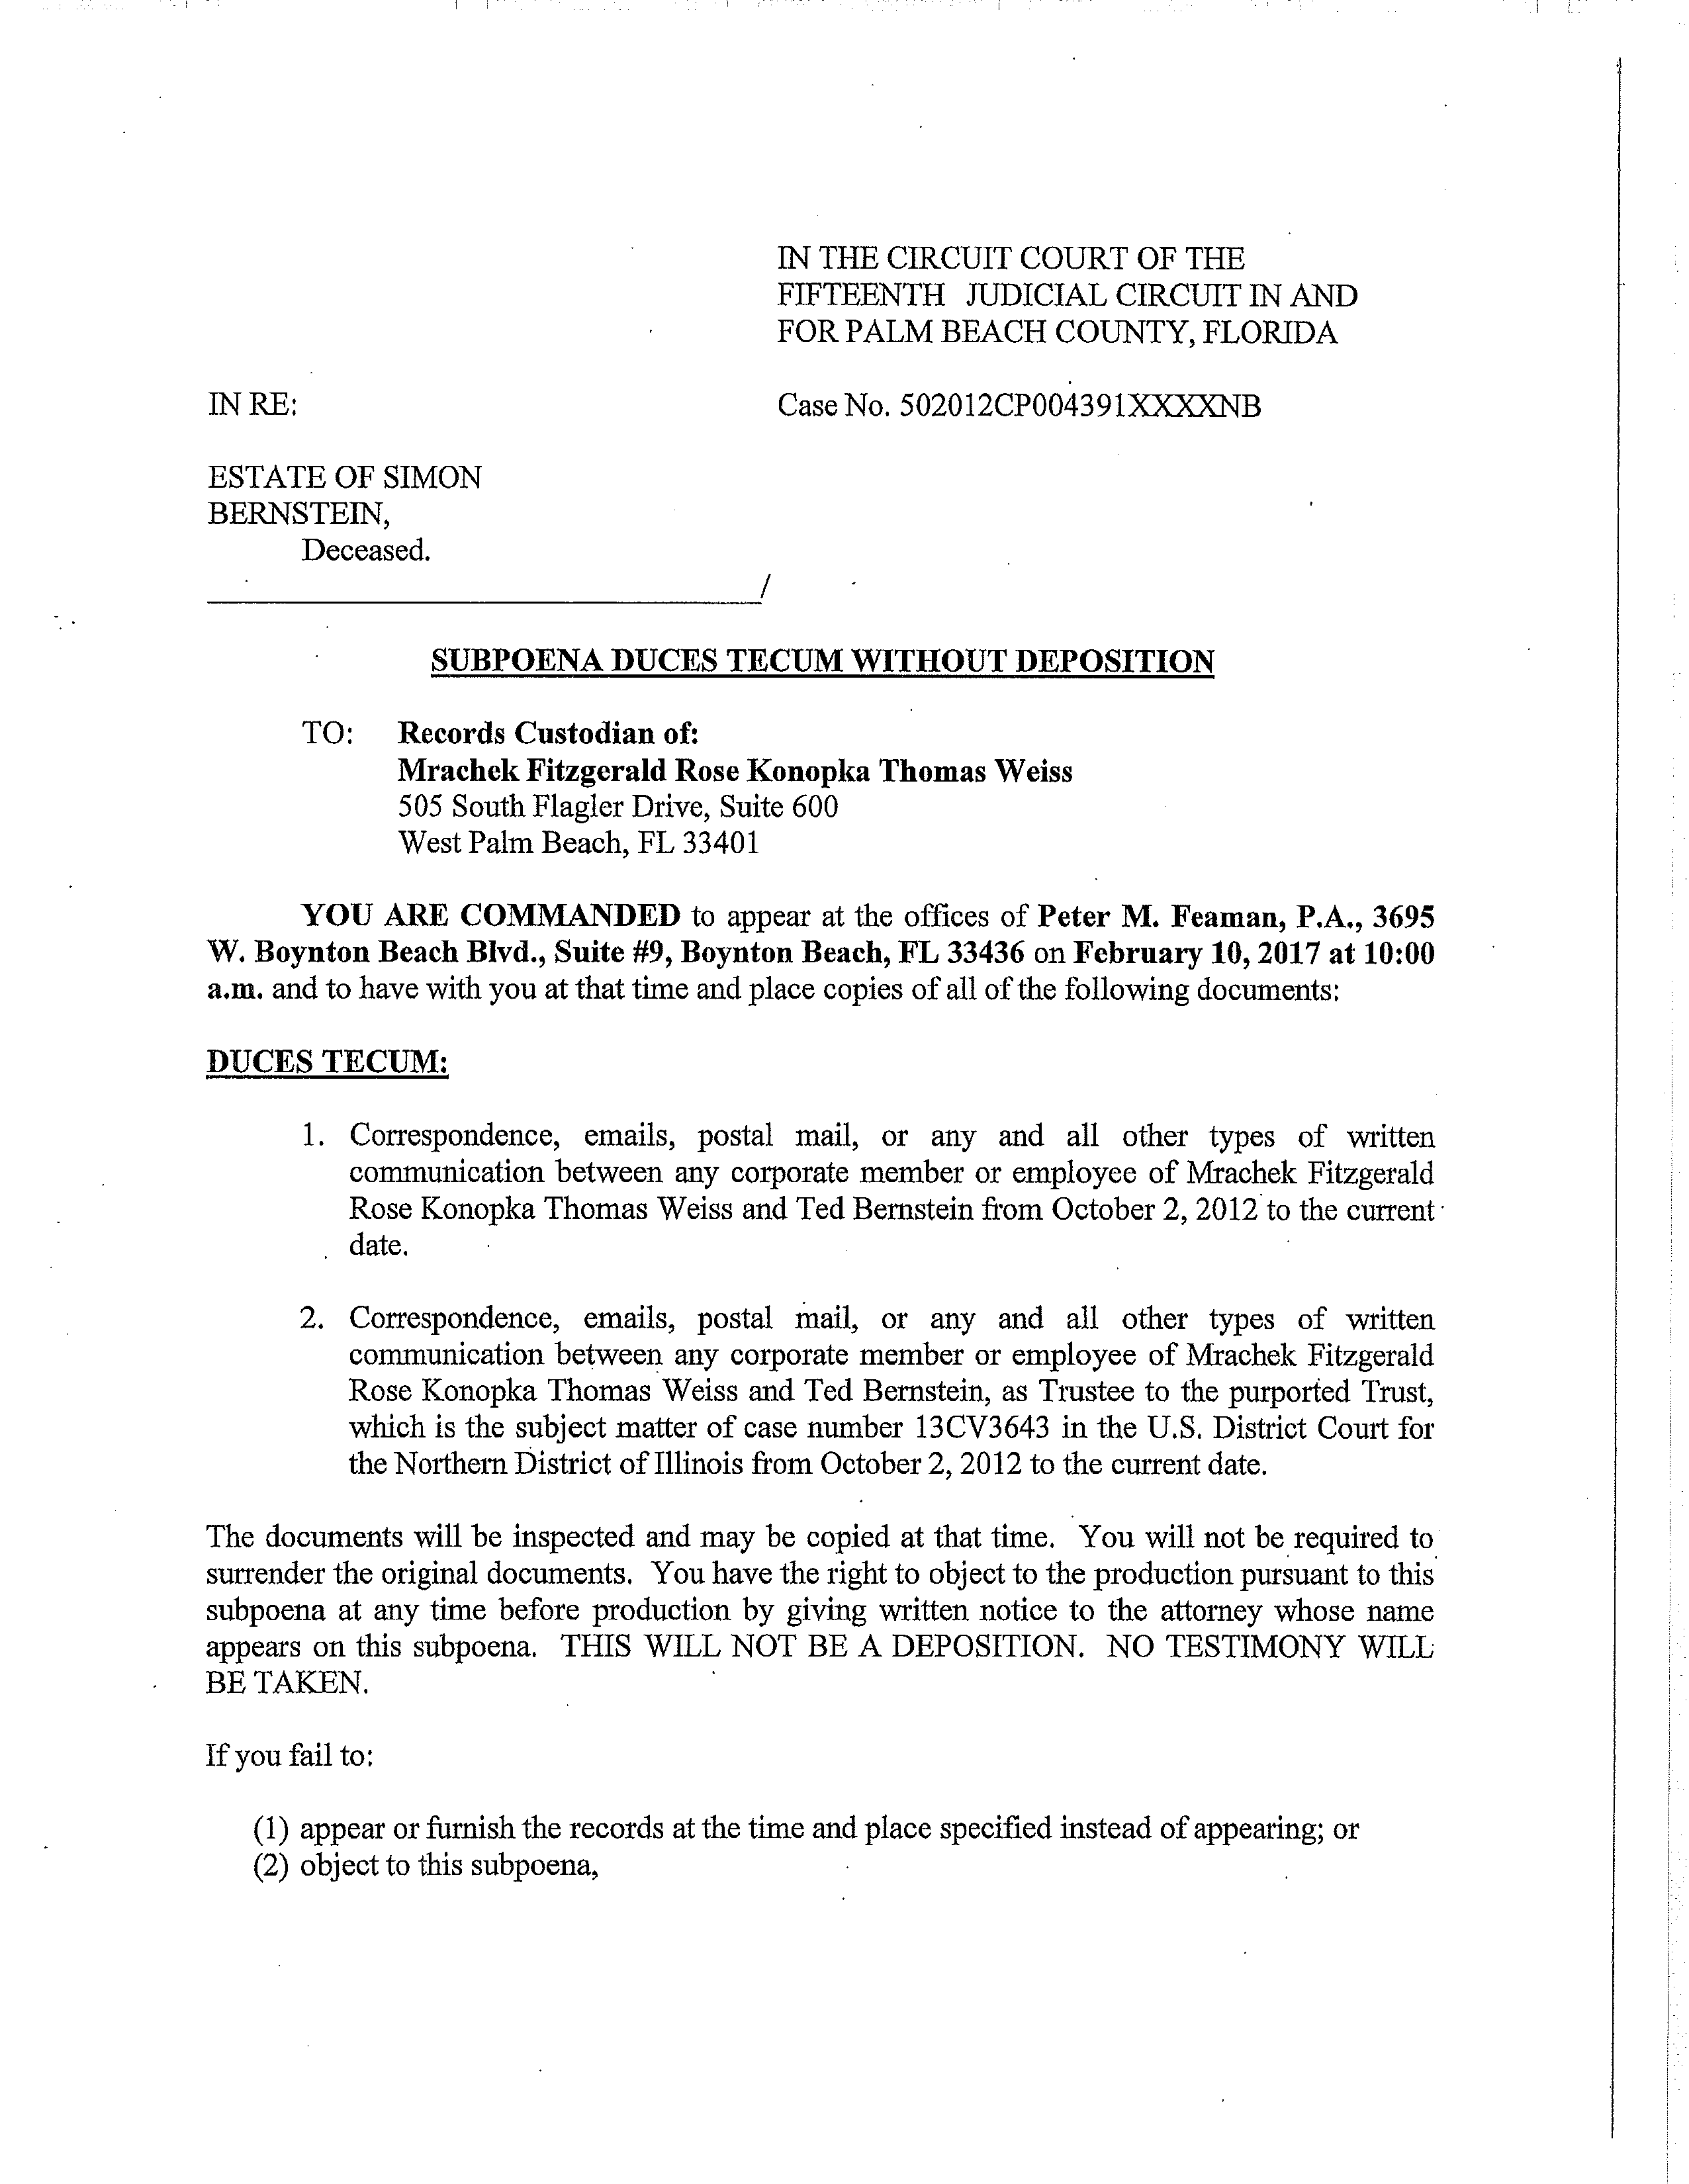 IN THE CIRCUIT COURT OF THE
FIFTEENTH JUDICIAL CIRCUIT IN AND
FOR PALM BEACH COUNTY, FLORIDA
IN RE:
Case No. 502012CP004391XXXXNB
ESTATE OF SIMON
BERNSTEIN,
Deceased.
/
SUBPOENA DUCES TECUM WITHOUT DEPOSITION
TO: Records Custodian of:
Mrachek Fitzgerald Rose Konopka Thomas Weiss
505 South Flagler Drive, Suite 600
West Palm Beach, FL 33401
YOU ARE COMMANDED to appear at the offices of Peter M. Feaman, P.A., 3695
W. Boynton Beach Blvd., Suite #9, Boynton Beach, FL 33436 on February 10, 2017 at 10:00
a.m. and to have with you at that time and place copies of all of the following documents:
DUCES TECUM:
1. Correspondence, emails, postal mail, or any and all other types of written
communication between any corporate member or employee of Mrachek Fitzgerald
Rose Konopka Thomas Weiss and Ted Bernstein from October 2, 2012 to the current
date.
2. Correspondence, emails, postal mail, or any and all other types of written
communication between any corporate member or employee of Mrachek Fitzgerald
Rose Konopka Thomas Weiss and Ted Bernstein, as Trustee to the purported Trust,
which is the subject matter of case number 13CV3643 in the U.S. District Court for
the Northern District of Illinois from October 2, 2012 to the current date.
The documents will be inspected and may be copied at that time. You will not be required to
surrender the original documents. You have the right to object to the production pursuant to this
subpoena at any time before production by giving written notice to the attorney whose name
appears on this subpoena. THIS WILL NOT BE A DEPOSITION. NO TESTIMONY WILL
BE TAKEN.
If you fail to:
(1) appear or furnish the records at the time and place specified instead of appearing; or
(2) object to this subpoena,